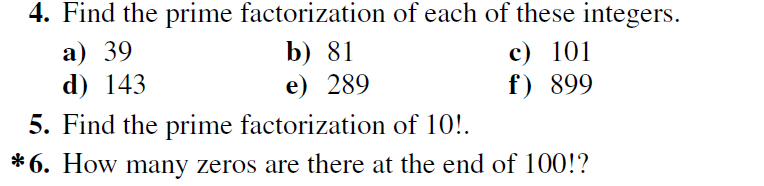 4. Find the prime factorization of each of these integers.
a) 39 b) 81 c) 101
d) 143 e) 289 f) 899
5. Find the prime factorization of 10!.
*6. How many zeros are there at the end of 100!?